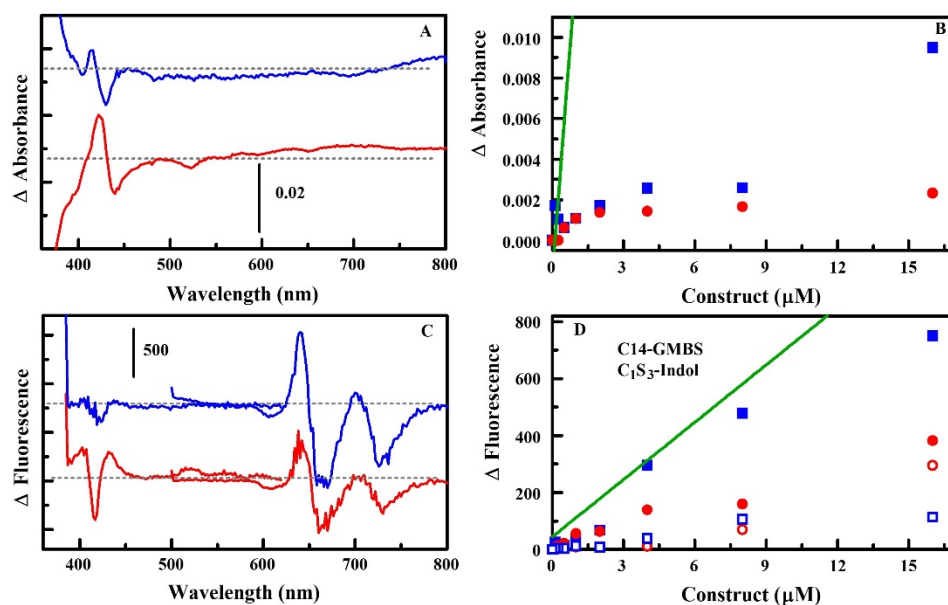 A
Δ Absorbance
0.02
400 500 600 700 800
Wavelength (nm)
B
Δ Absorbance
0.010
0.008
0.006
0.004
0.002
0.000
0 3 6 9 12 15
Construct (μM)
C
Δ Fluorescence
500
400 500 600 700 800
Wavelength (nm)
D
C14-GMBS
C₁S₃-Indol
Δ Fluorescence
800
600
400
200
0
0 3 6 9 12 15
Construct (μM)